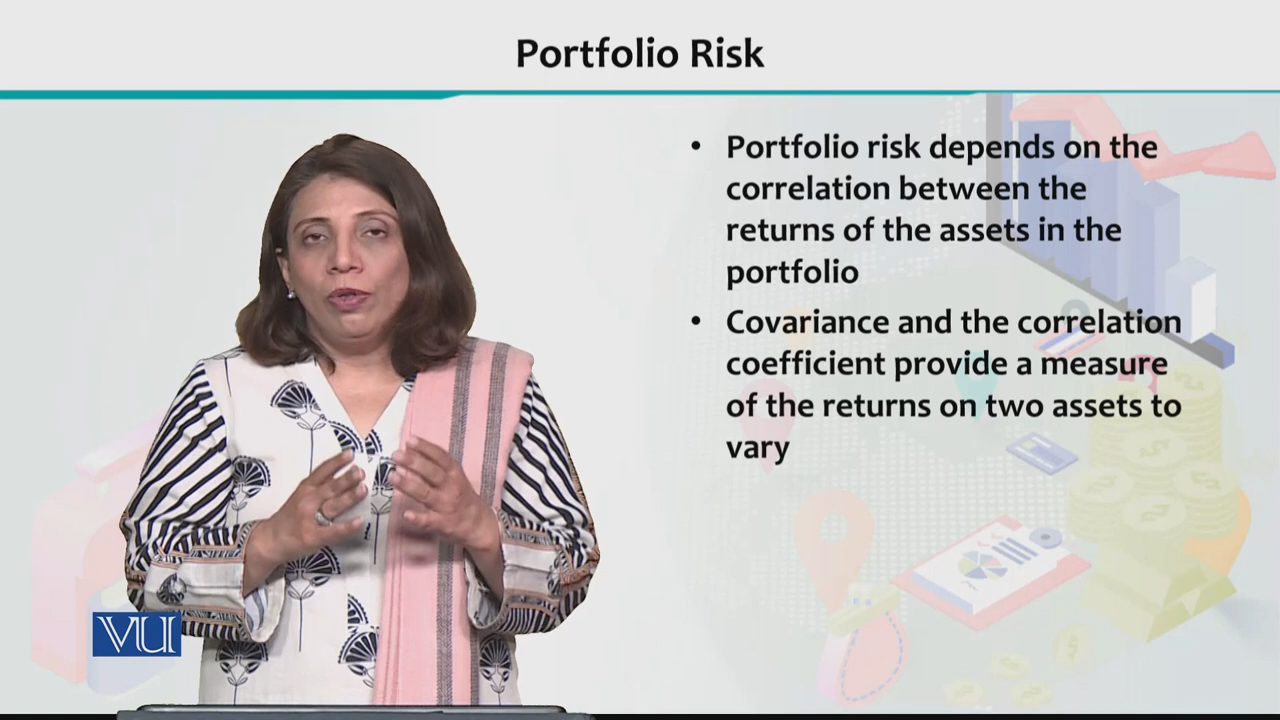 Portfolio Risk
• Portfolio risk depends on the
correlation between the
returns of the assets in the
portfolio
• Covariance and the correlation
coefficient provide a measure
of the returns on two assets to
vary
VU